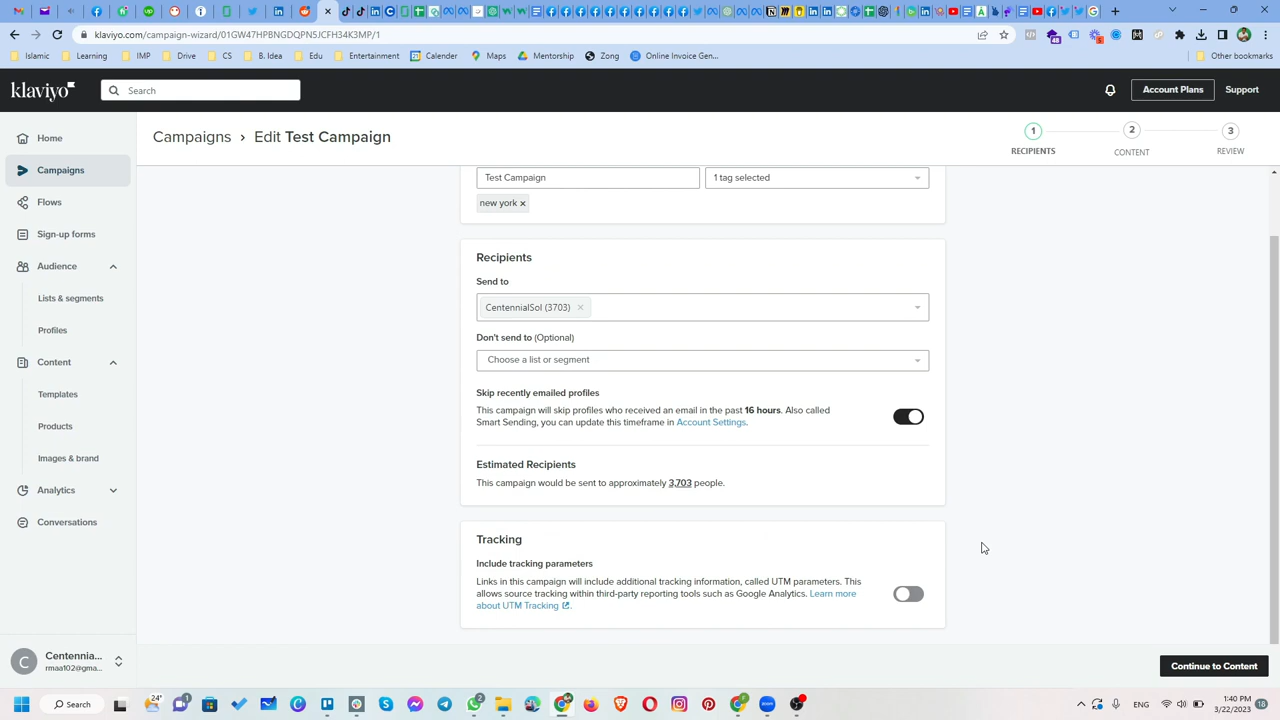 klaviyo.com/campaign-wizard/01GW47HPBNGDQPN5JCFH34K3MP/1
Islamic
Learning
IMP
Drive
CS
B. Idea
Edu
Entertainment
Calender
Maps
Mentorship
Zong
Online Invoice Gen...
Other bookmarks
klaviyo
Search
Account Plans
Support
Campaigns › Edit Test Campaign
1
2
3
RECIPIENTS
CONTENT
REVIEW
Home
Campaigns
Flows
Sign-up forms
Audience
Lists & segments
Profiles
Content
Templates
Products
Images & brand
Analytics
Conversations
Centennia...
rmaa102@gma...
C
Test Campaign
1 tag selected
new york ×
Recipients
Send to
CentennialSol (3703) ×
Don't send to (Optional)
Choose a list or segment
Skip recently emailed profiles
This campaign will skip profiles who received an email in the past 16 hours. Also called
Smart Sending, you can update this timeframe in Account Settings.
Estimated Recipients
This campaign would be sent to approximately 3,703 people.
Tracking
Include tracking parameters
Links in this campaign will include additional tracking information, called UTM parameters. This
allows source tracking within third-party reporting tools such as Google Analytics. Learn more
about UTM Tracking .
Continue to Content
Search
24°
1
2
ENG
1:40 PM
3/22/2023